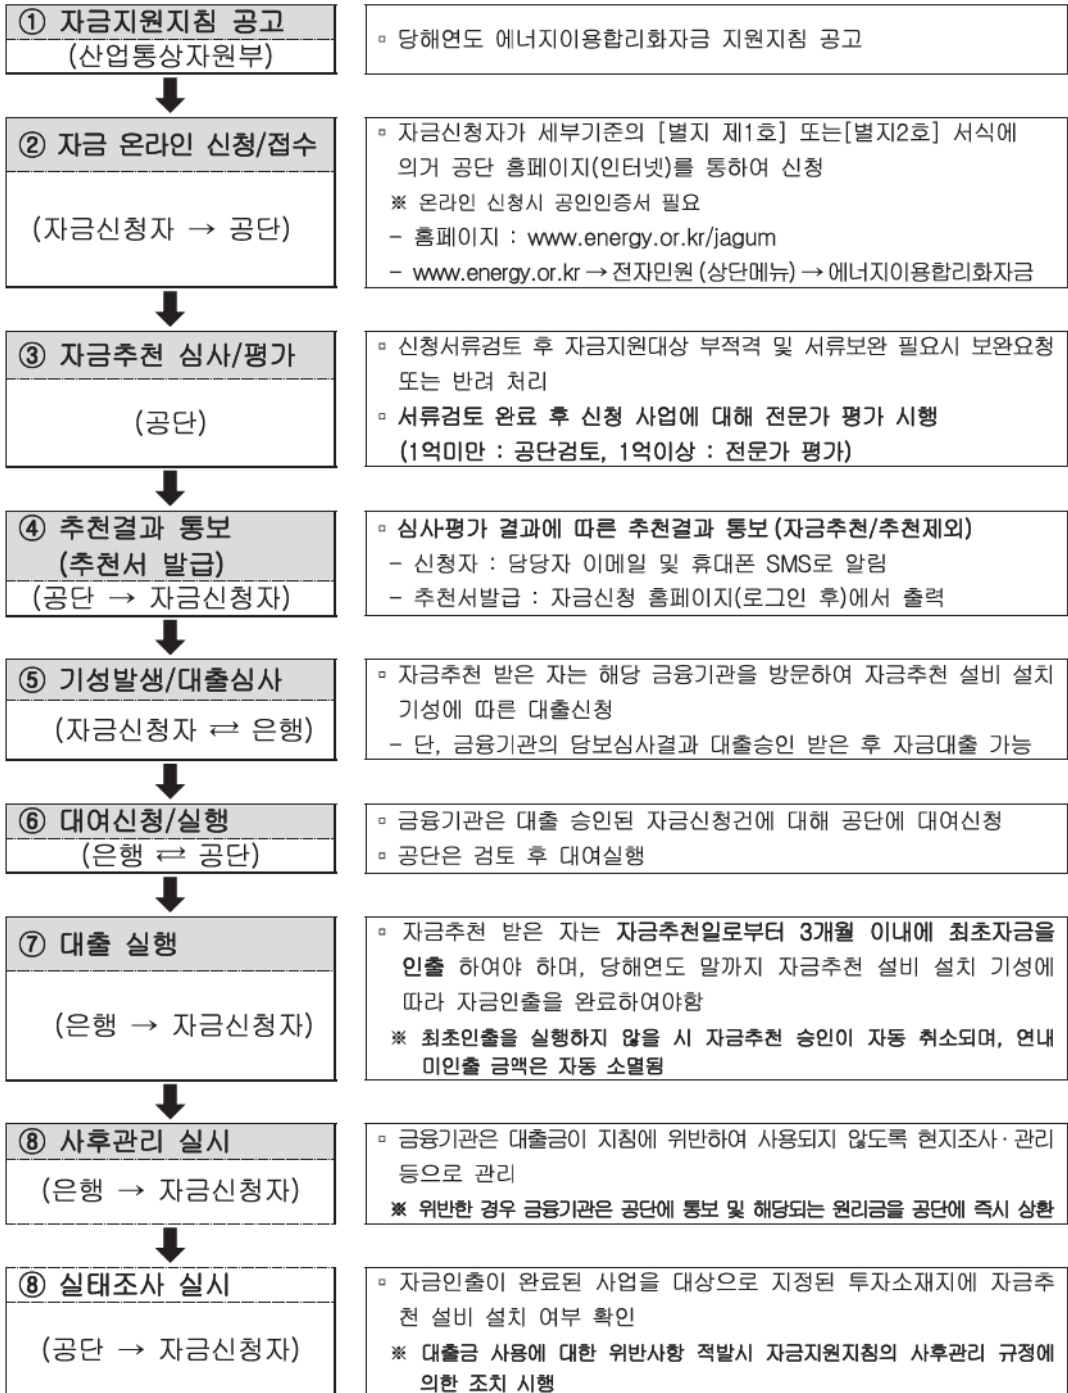 ① 자금지원지침 공고
(산업통상자원부)
▫ 당해연도 에너지이용합리화자금 지원지침 공고
② 자금 온라인 신청/접수
(자금신청자 → 공단)
▫ 자금신청자가 세부기준의 [별지 제1호] 또는[별지2호] 서식에
의거 공단 홈페이지(인터넷)를 통하여 신청
※ 온라인 신청시 공인인증서 필요
- 홈페이지 : www.energy.or.kr/jagum
- www.energy.or.kr → 전자민원 (상단메뉴) → 에너지이용합리화자금
③ 자금추천 심사/평가
(공단)
▫ 신청서류검토 후 자금지원대상 부적격 및 서류보완 필요시 보완요청
또는 반려 처리
▫ 서류검토 완료 후 신청 사업에 대해 전문가 평가 시행
(1억미만 : 공단검토, 1억이상 : 전문가 평가)
④ 추천결과 통보
(추천서 발급)
(공단 → 자금신청자)
▫ 심사·평가 결과에 따른 추천결과 통보 (자금추천/추천제외)
- 신청자 : 담당자 이메일 및 휴대폰 SMS로 알림
- 추천서발급 : 자금신청 홈페이지(로그인 후)에서 출력
⑤ 기성발생/대출심사
(자금신청자 ⇄ 은행)
▫ 자금추천 받은 자는 해당 금융기관을 방문하여 자금추천 설비 설치
기성에 따른 대출신청
- 단, 금융기관의 담보심사결과 대출승인 받은 후 자금대출 가능
⑥ 대여신청/실행
(은행 ⇄ 공단)
▫ 금융기관은 대출 승인된 자금신청건에 대해 공단에 대여신청
▫ 공단은 검토 후 대여실행
⑦ 대출 실행
(은행 → 자금신청자)
▫ 자금추천 받은 자는 자금추천일로부터 3개월 이내에 최초자금을
인출 하여야 하며, 당해연도 말까지 자금추천 설비 설치 기성에
따라 자금인출을 완료하여야함
※ 최초인출을 실행하지 않을 시 자금추천 승인이 자동 취소되며, 연내
미인출 금액은 자동 소멸됨
⑧ 사후관리 실시
(은행 → 자금신청자)
▫ 금융기관은 대출금이 지침에 위반하여 사용되지 않도록 현지조사·관리
등으로 관리
※ 위반한 경우 금융기관은 공단에 통보 및 해당되는 원리금을 공단에 즉시 상환
⑧ 실태조사 실시
(공단 → 자금신청자)
▫ 자금인출이 완료된 사업을 대상으로 지정된 투자소재지에 자금추
천 설비 설치 여부 확인
※ 대출금 사용에 대한 위반사항 적발시 자금지원지침의 사후관리 규정에
의한 조치 시행